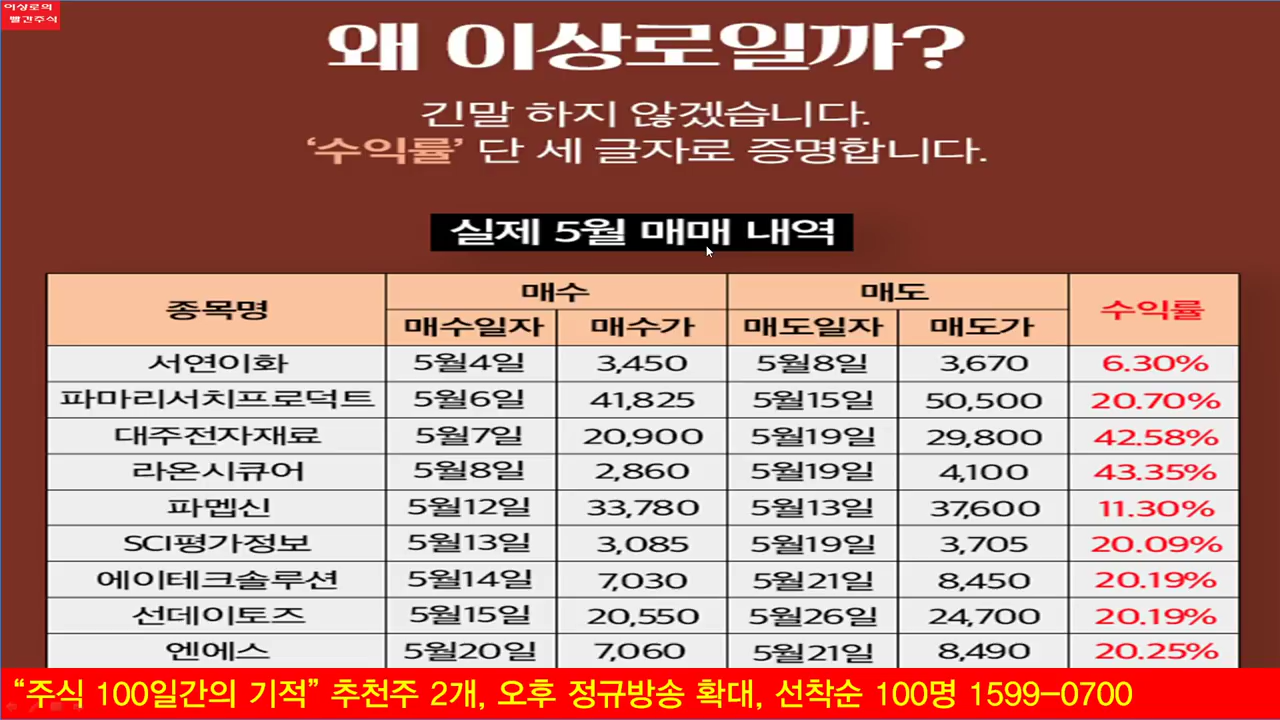 이상로의
빨간주식
왜 이상로일까?
긴말 하지 않겠습니다.
‘수익률’ 단 세 글자로 증명합니다.
실제 5월 매매 내역
종목명 매수 매도 수익률
매수일자 매수가 매도일자 매도가
서연이화 5월4일 3,450 5월8일 3,670 6.30%
파마리서치프로덕트 5월6일 41,825 5월15일 50,500 20.70%
대주전자재료 5월7일 20,900 5월19일 29,800 42.58%
라온시큐어 5월8일 2,860 5월19일 4,100 43.35%
파멥신 5월12일 33,780 5월13일 37,600 11.30%
SCI평가정보 5월13일 3,085 5월19일 3,705 20.09%
에이테크솔루션 5월14일 7,030 5월21일 8,450 20.19%
선데이토즈 5월15일 20,550 5월26일 24,700 20.19%
엔에스 5월20일 7,060 5월21일 8,490 20.25%
“주식 100일간의 기적” 추천주 2개, 오후 정규방송 확대, 선착순 100명 1599-0700